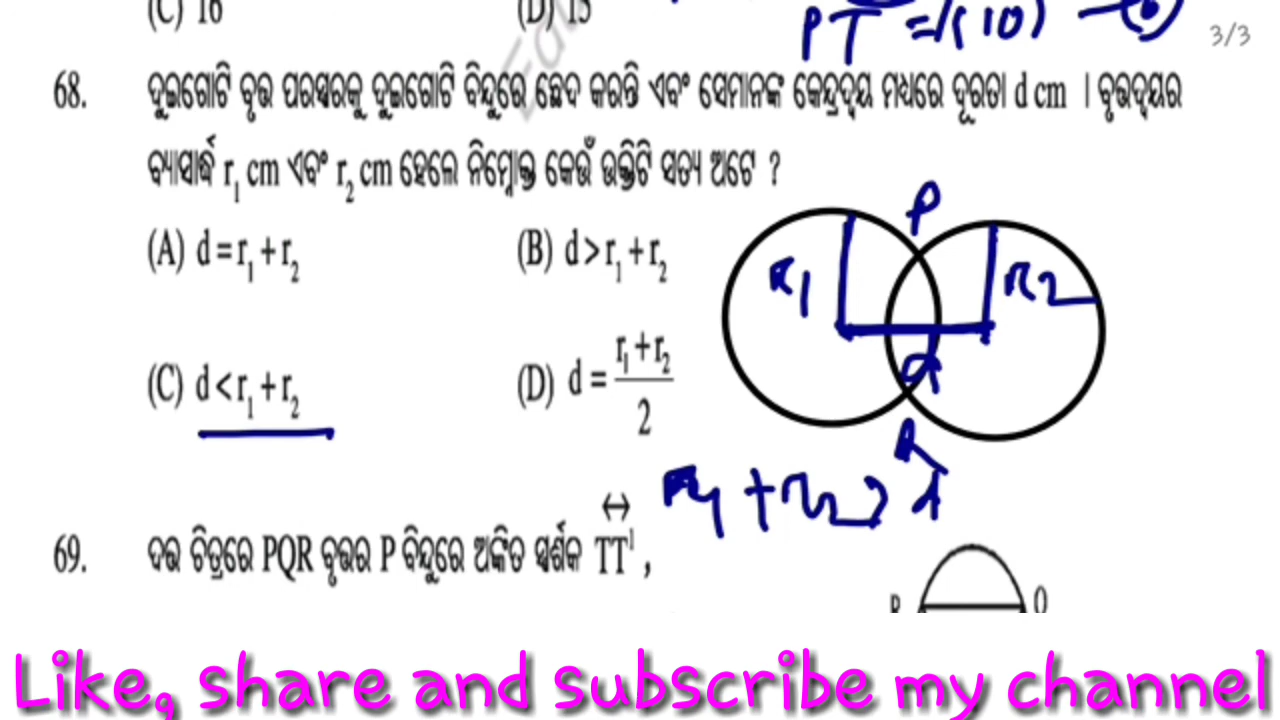 (C) 16 (D) 15
PT = (10)
3/3
68. ଦୁଇଗୋଟି ବୃତ୍ତ ପରସ୍ପରକୁ ଦୁଇଗୋଟି ବିନ୍ଦୁରେ ଛେଦ କରନ୍ତି ଏବଂ ସେମାନଙ୍କ କେନ୍ଦ୍ରଦ୍ୱୟ ମଧ୍ୟରେ ଦୂରତା d cm । ବୃତ୍ତଦ୍ୱୟର
ବ୍ୟାସାର୍ଦ୍ଧ r₁ cm ଏବଂ r₂ cm ହେଲେ ନିମ୍ନୋକ୍ତ କେଉଁ ଉକ୍ତିଟି ସତ୍ୟ ଅଟେ ?
P
(A) d = r₁ + r₂ (B) d > r₁ + r₂
r₁ r₂
d
(C) d < r₁ + r₂ (D) d = (r₁ + r₂)/2
r₁ + r₂ > d
69. ଦତ୍ତ ଚିତ୍ରରେ PQR ବୃତ୍ତର P ବିନ୍ଦୁରେ ଅଙ୍କିତ ସ୍ପର୍ଶକ TT¹ ,
R Q
Like, share and subscribe my channel